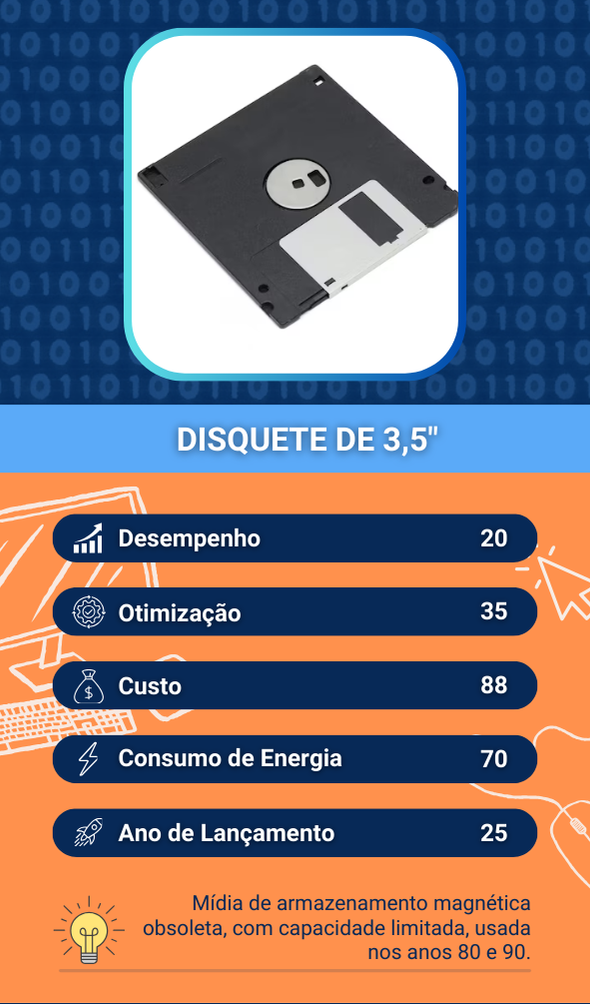 DISQUETE DE 3,5"
Desempenho 20
Otimização 35
Custo 88
Consumo de Energia 70
Ano de Lançamento 25
Mídia de armazenamento magnética
obsoleta, com capacidade limitada, usada
nos anos 80 e 90.